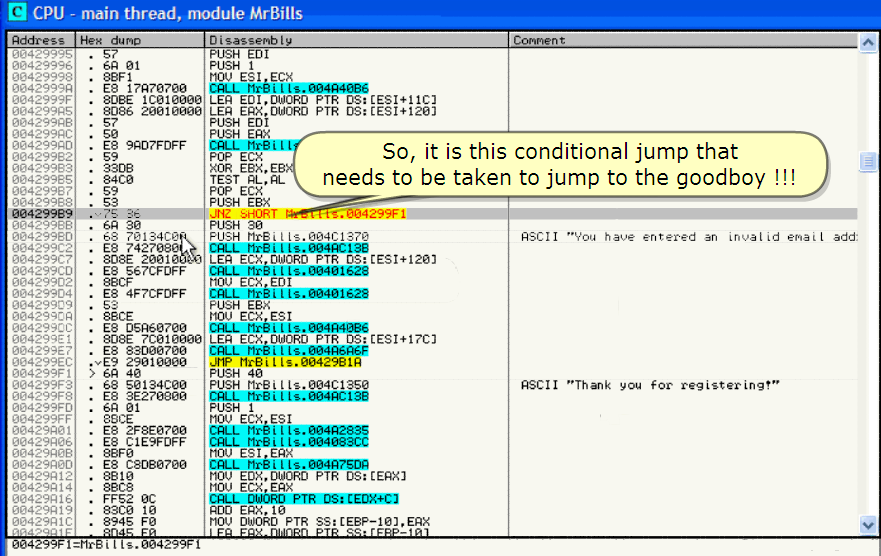 C CPU - main thread, module MrBills
Address Hex dump Disassembly Comment
00429995 . 57 PUSH EDI
00429996 . 6A 01 PUSH 1
00429998 . 8BF1 MOV ESI,ECX
0042999A . E8 17A70700 CALL MrBills.004A40B6
0042999F . 8DBE 1C010000 LEA EDI,DWORD PTR DS:[ESI+11C]
004299A5 . 8D86 20010000 LEA EAX,DWORD PTR DS:[ESI+120]
004299AB . 57 PUSH EDI
004299AC . 50 PUSH EAX
004299AD . E8 9AD7FDFF CALL MrBills.
004299B2 . 59 POP ECX
004299B3 . 33DB XOR EBX,EBX
004299B5 . 84C0 TEST AL,AL
004299B7 . 59 POP ECX
004299B8 . 53 PUSH EBX
So, it is this conditional jump that
needs to be taken to jump to the goodboy !!!
004299B9 .v75 36 JNZ SHORT MrBills.004299F1
004299BB . 6A 30 PUSH 30
004299BD . 68 70134C00 PUSH MrBills.004C1370 ASCII "You have entered an invalid email add
004299C2 . E8 74270800 CALL MrBills.004AC13B
004299C7 . 8D8E 20010000 LEA ECX,DWORD PTR DS:[ESI+120]
004299CD . E8 567CFDFF CALL MrBills.00401628
004299D2 . 8BCF MOV ECX,EDI
004299D4 . E8 4F7CFDFF CALL MrBills.00401628
004299D9 . 53 PUSH EBX
004299DA . 8BCE MOV ECX,ESI
004299DC . E8 D5A60700 CALL MrBills.004A40B6
004299E1 . 8D8E 7C010000 LEA ECX,DWORD PTR DS:[ESI+17C]
004299E7 . E8 83D00700 CALL MrBills.004A6A6F
004299EC .vE9 29010000 JMP MrBills.00429B1A
004299F1 > 6A 40 PUSH 40
004299F3 . 68 50134C00 PUSH MrBills.004C1350 ASCII "Thank you for registering!"
004299F8 . E8 3E270800 CALL MrBills.004AC13B
004299FD . 6A 01 PUSH 1
004299FF . 8BCE MOV ECX,ESI
00429A01 . E8 2F8E0700 CALL MrBills.004A2835
00429A06 . E8 C1E9FDFF CALL MrBills.004083CC
00429A0B . 8BF0 MOV ESI,EAX
00429A0D . E8 C8DB0700 CALL MrBills.004A75DA
00429A12 . 8B10 MOV EDX,DWORD PTR DS:[EAX]
00429A14 . 8BC8 MOV ECX,EAX
00429A16 . FF52 0C CALL DWORD PTR DS:[EDX+C]
00429A19 . 83C0 10 ADD EAX,10
00429A1C . 8945 F0 MOV DWORD PTR SS:[EBP-10],EAX
00429A1F . 8D45 F0 LEA EAX,DWORD PTR SS:[EBP-10]
004299F1=MrBills.004299F1